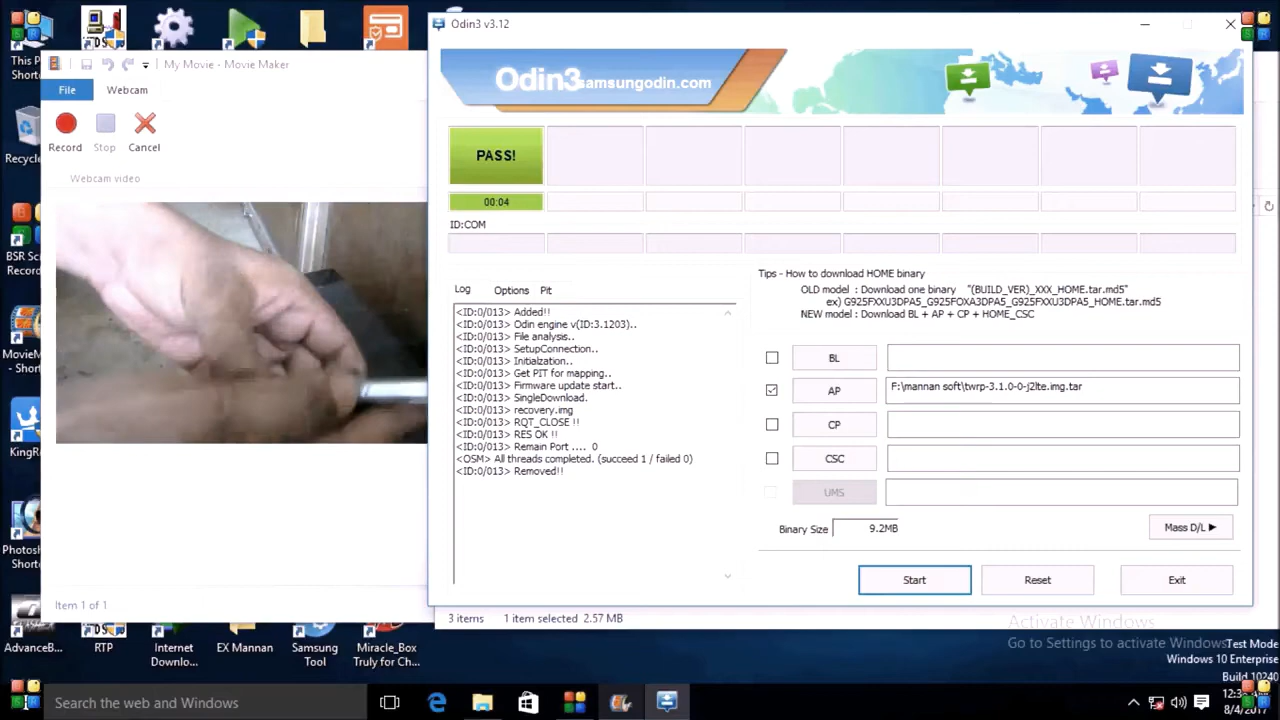 Odin3 v3.12
This P
Shortc
My Movie - Movie Maker
File
Webcam
Record
Stop
Cancel
Webcam video
Recycle
BSR Sc
Record
MovieM
- Short
KingR
Photos
Short
AdvanceB...
RTP
Internet
Downlo...
EX Mannan
Samsung
Tool
Miracle_Box
Truly for Ch...
Item 1 of 1
Odin3
samsungodin.com
PASS!
00:04
ID:COM
Log
Options
Pit
<ID:0/013> Added!!
<ID:0/013> Odin engine v(ID:3.1203)..
<ID:0/013> File analysis..
<ID:0/013> SetupConnection..
<ID:0/013> Initialzation..
<ID:0/013> Get PIT for mapping..
<ID:0/013> Firmware update start..
<ID:0/013> SingleDownload.
<ID:0/013> recovery.img
<ID:0/013> RQT_CLOSE !!
<ID:0/013> RES OK !!
<ID:0/013> Remain Port .... 0
<OSM> All threads completed. (succeed 1 / failed 0)
<ID:0/013> Removed!!
Tips - How to download HOME binary
OLD model : Download one binary "(BUILD_VER)_XXX_HOME.tar.md5"
ex) G925FXXU3DPA5_G925FOXA3DPA5_G925FXXU3DPA5_HOME.tar.md5
NEW model : Download BL + AP + CP + HOME_CSC
BL
AP
F:\mannan soft\twrp-3.1.0-0-j2lte.img.tar
CP
CSC
UMS
Binary Size
9.2MB
Mass D/L
Start
Reset
Exit
3 items
1 item selected 2.57 MB
Activate Windows
Go to Settings to activate Windows
Test Mode
Windows 10 Enterprise
Build 10240
Search the web and Windows